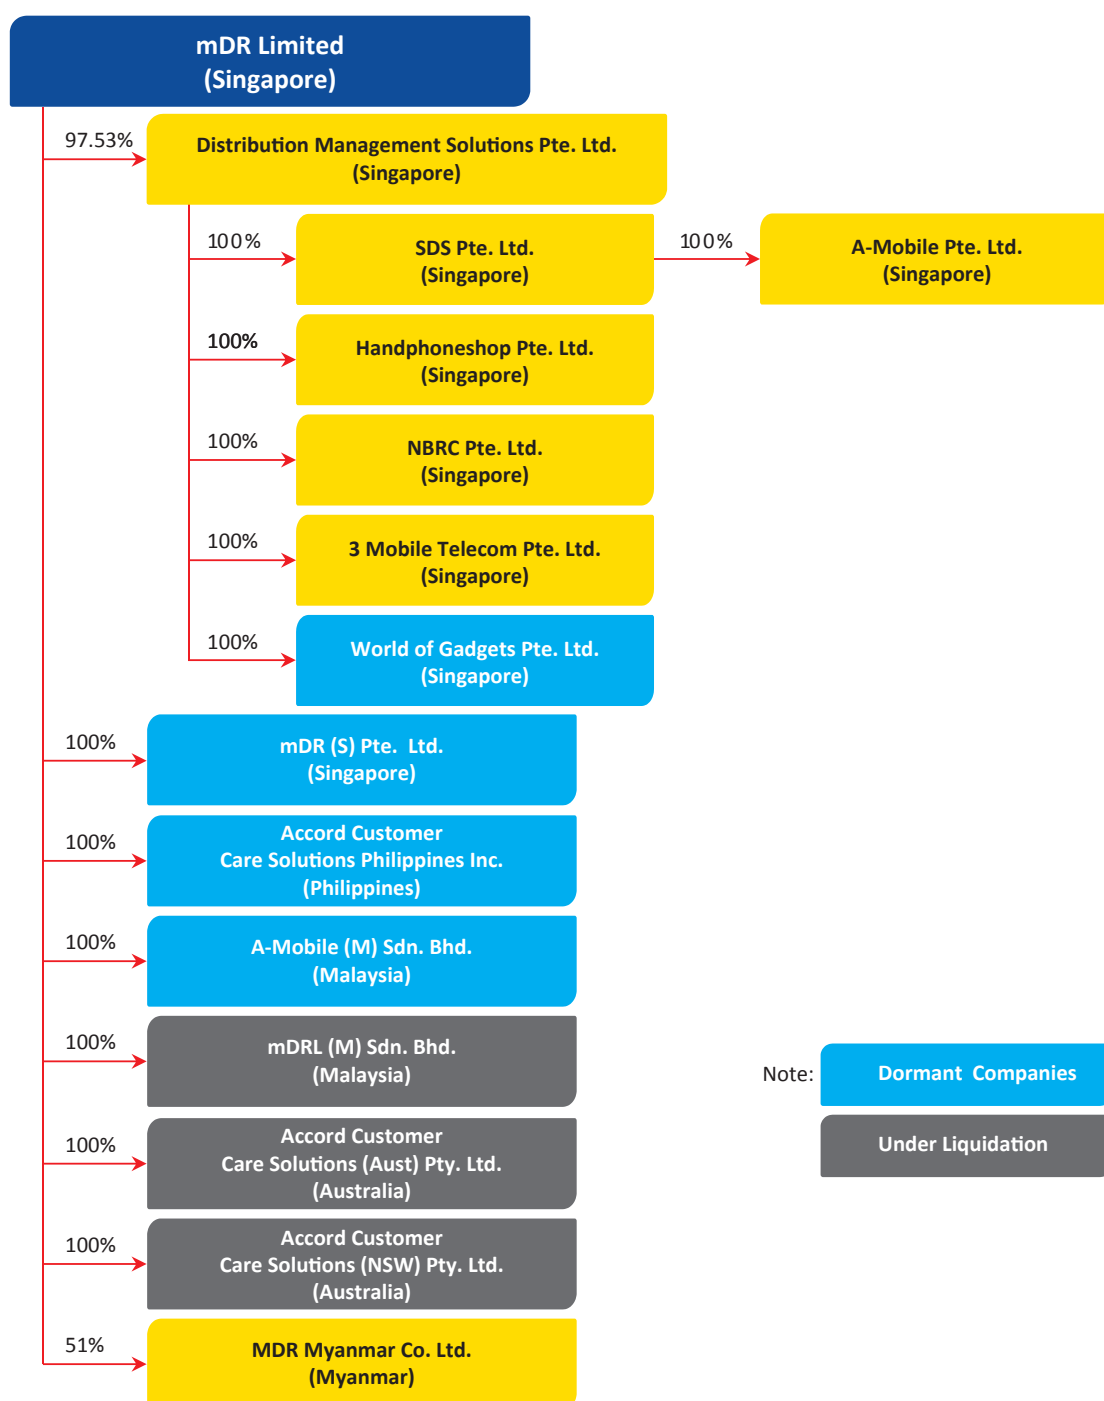 mDR Limited
(Singapore)
97.53%
Distribution Management Solutions Pte. Ltd.
(Singapore)
100%
SDS Pte. Ltd.
(Singapore)
100%
A-Mobile Pte. Ltd.
(Singapore)
100%
Handphoneshop Pte. Ltd.
(Singapore)
100%
NBRC Pte. Ltd.
(Singapore)
100%
3 Mobile Telecom Pte. Ltd.
(Singapore)
100%
World of Gadgets Pte. Ltd.
(Singapore)
100%
mDR (S) Pte. Ltd.
(Singapore)
100%
Accord Customer
Care Solutions Philippines Inc.
(Philippines)
100%
A-Mobile (M) Sdn. Bhd.
(Malaysia)
100%
mDRL (M) Sdn. Bhd.
(Malaysia)
Note:
Dormant Companies
Under Liquidation
100%
Accord Customer
Care Solutions (Aust) Pty. Ltd.
(Australia)
100%
Accord Customer
Care Solutions (NSW) Pty. Ltd.
(Australia)
51%
MDR Myanmar Co. Ltd.
(Myanmar)